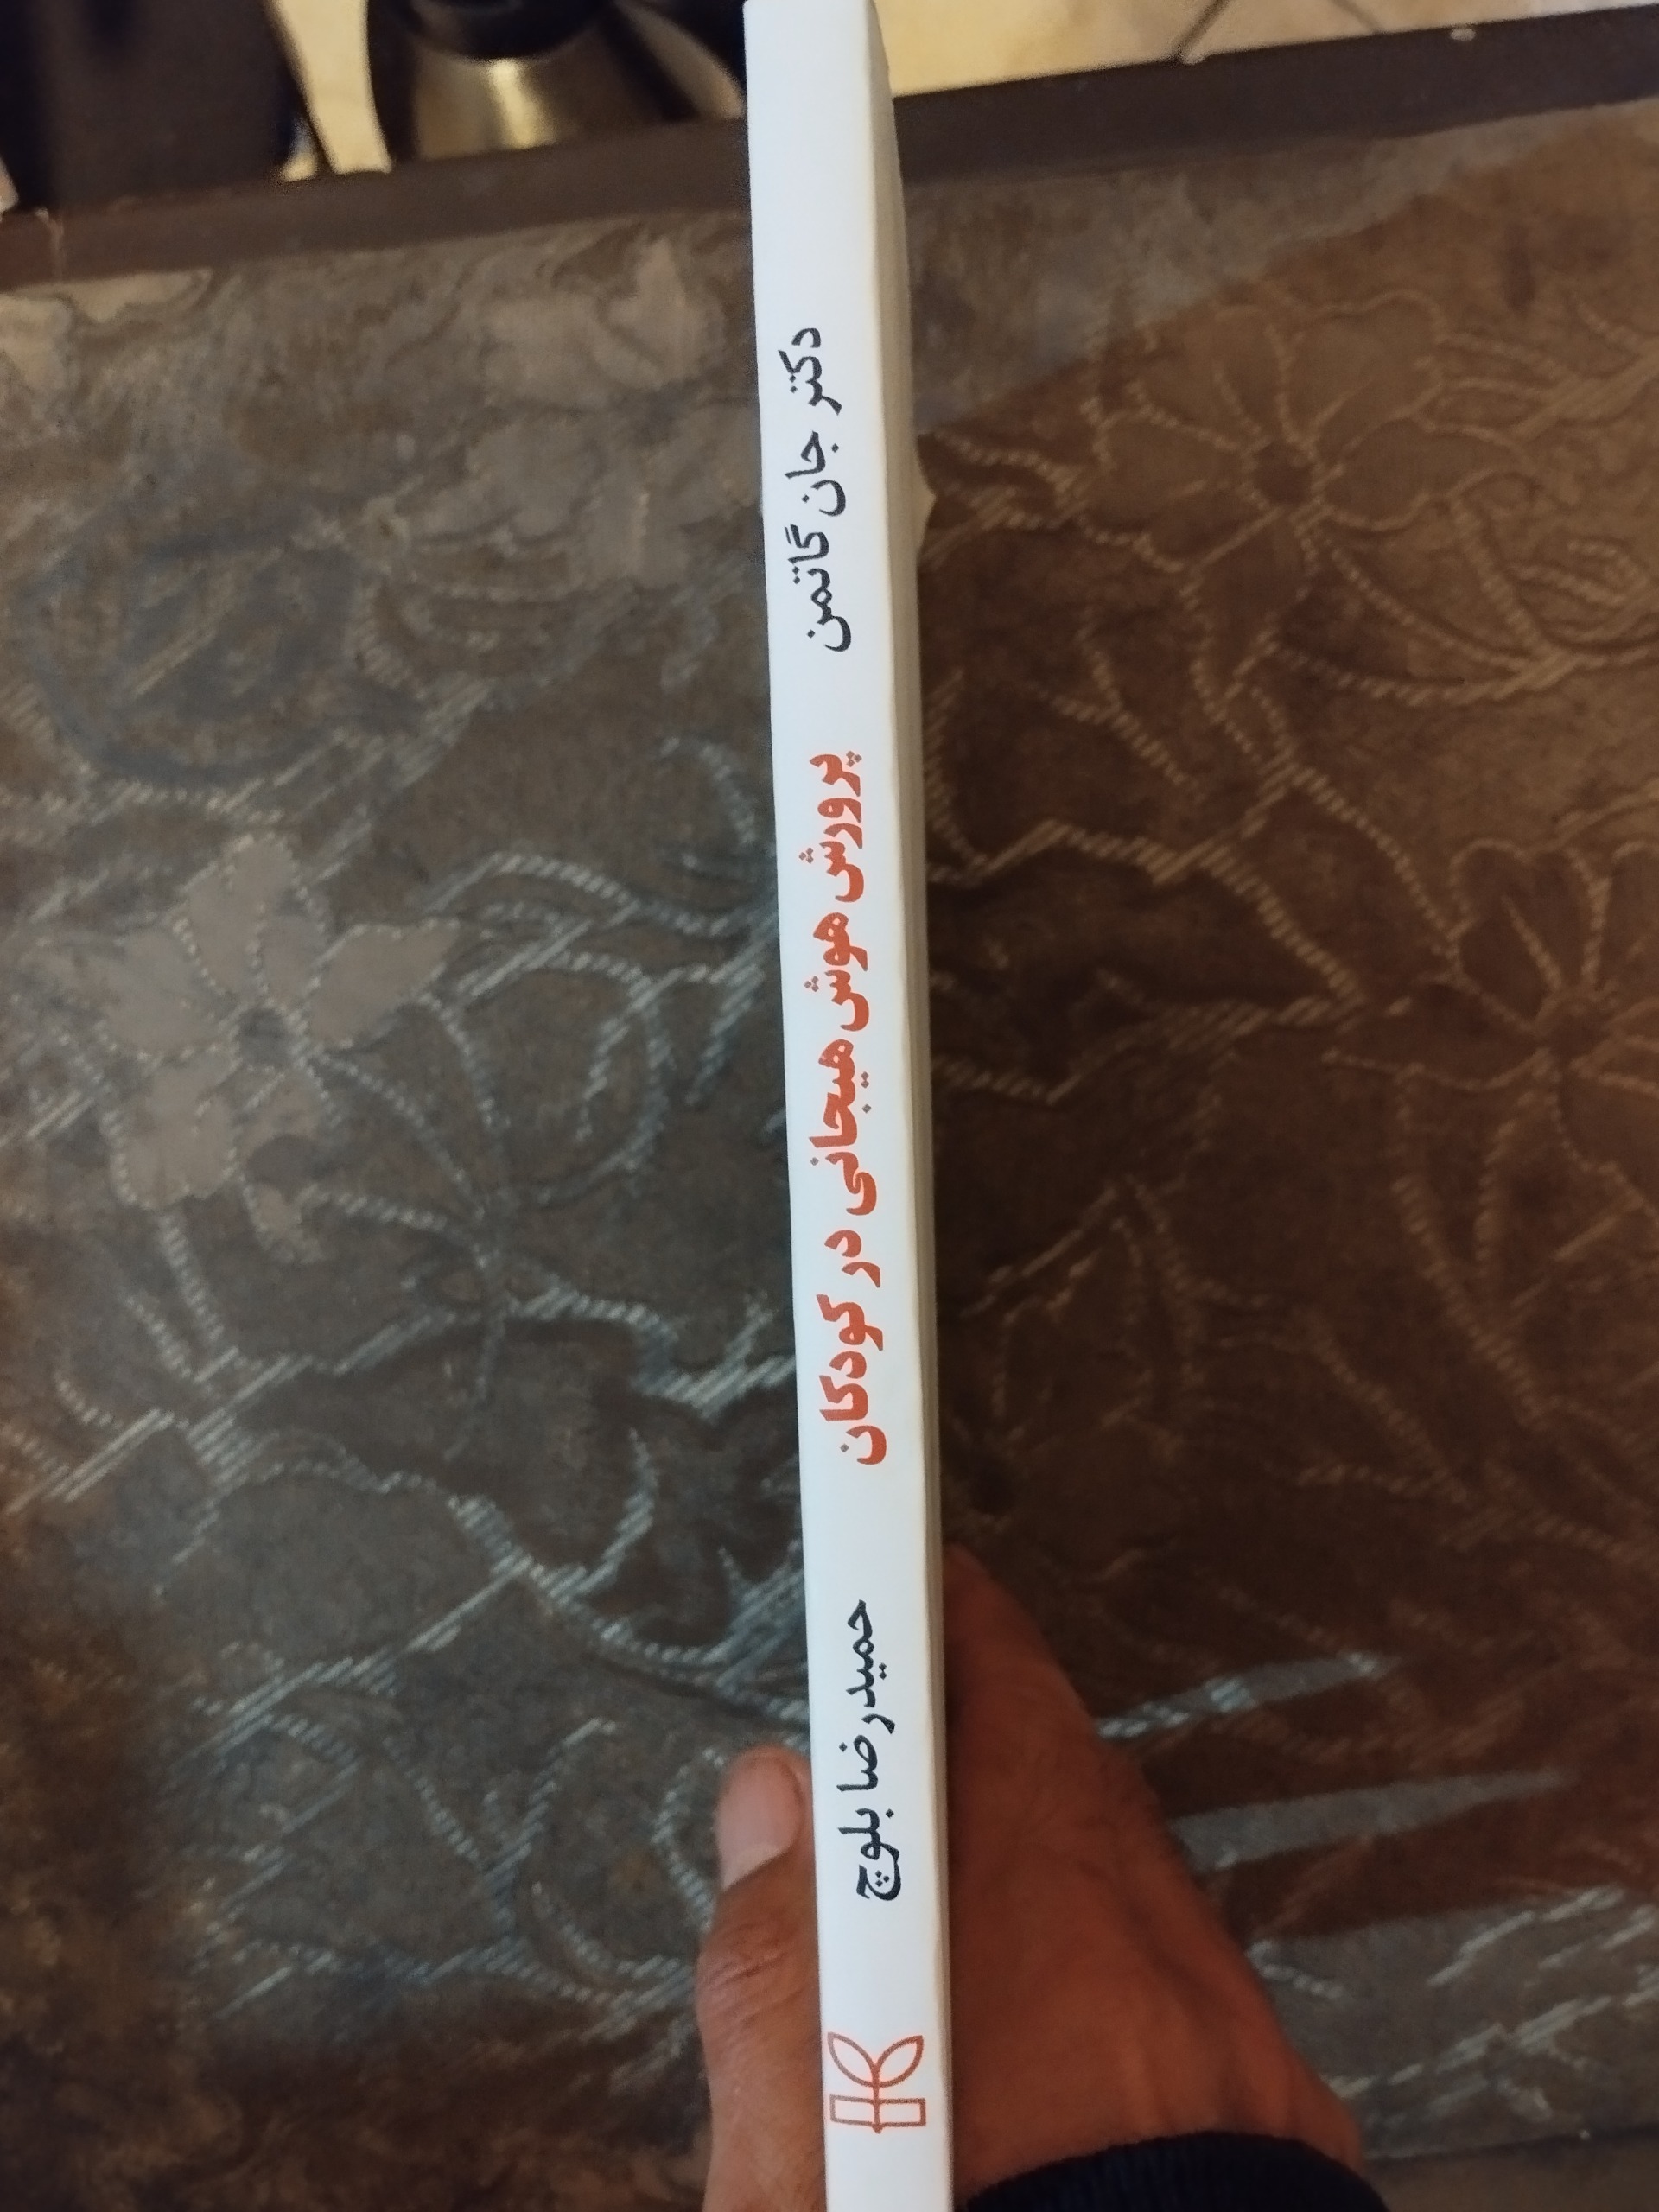 دکتر جان گاتمن
پرورش هوش هیجانی در کودکان
حمیدرضا بلوچ